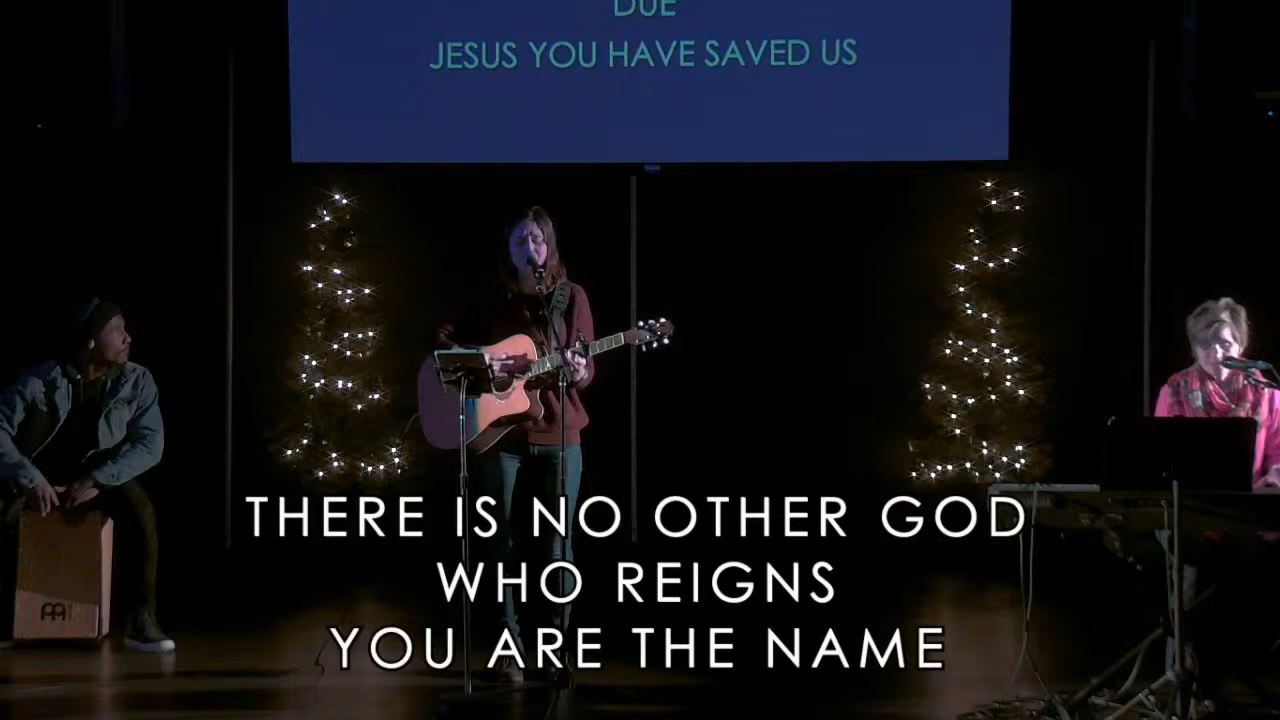 DUE
JESUS YOU HAVE SAVED US
THERE IS NO OTHER GOD
WHO REIGNS
YOU ARE THE NAME